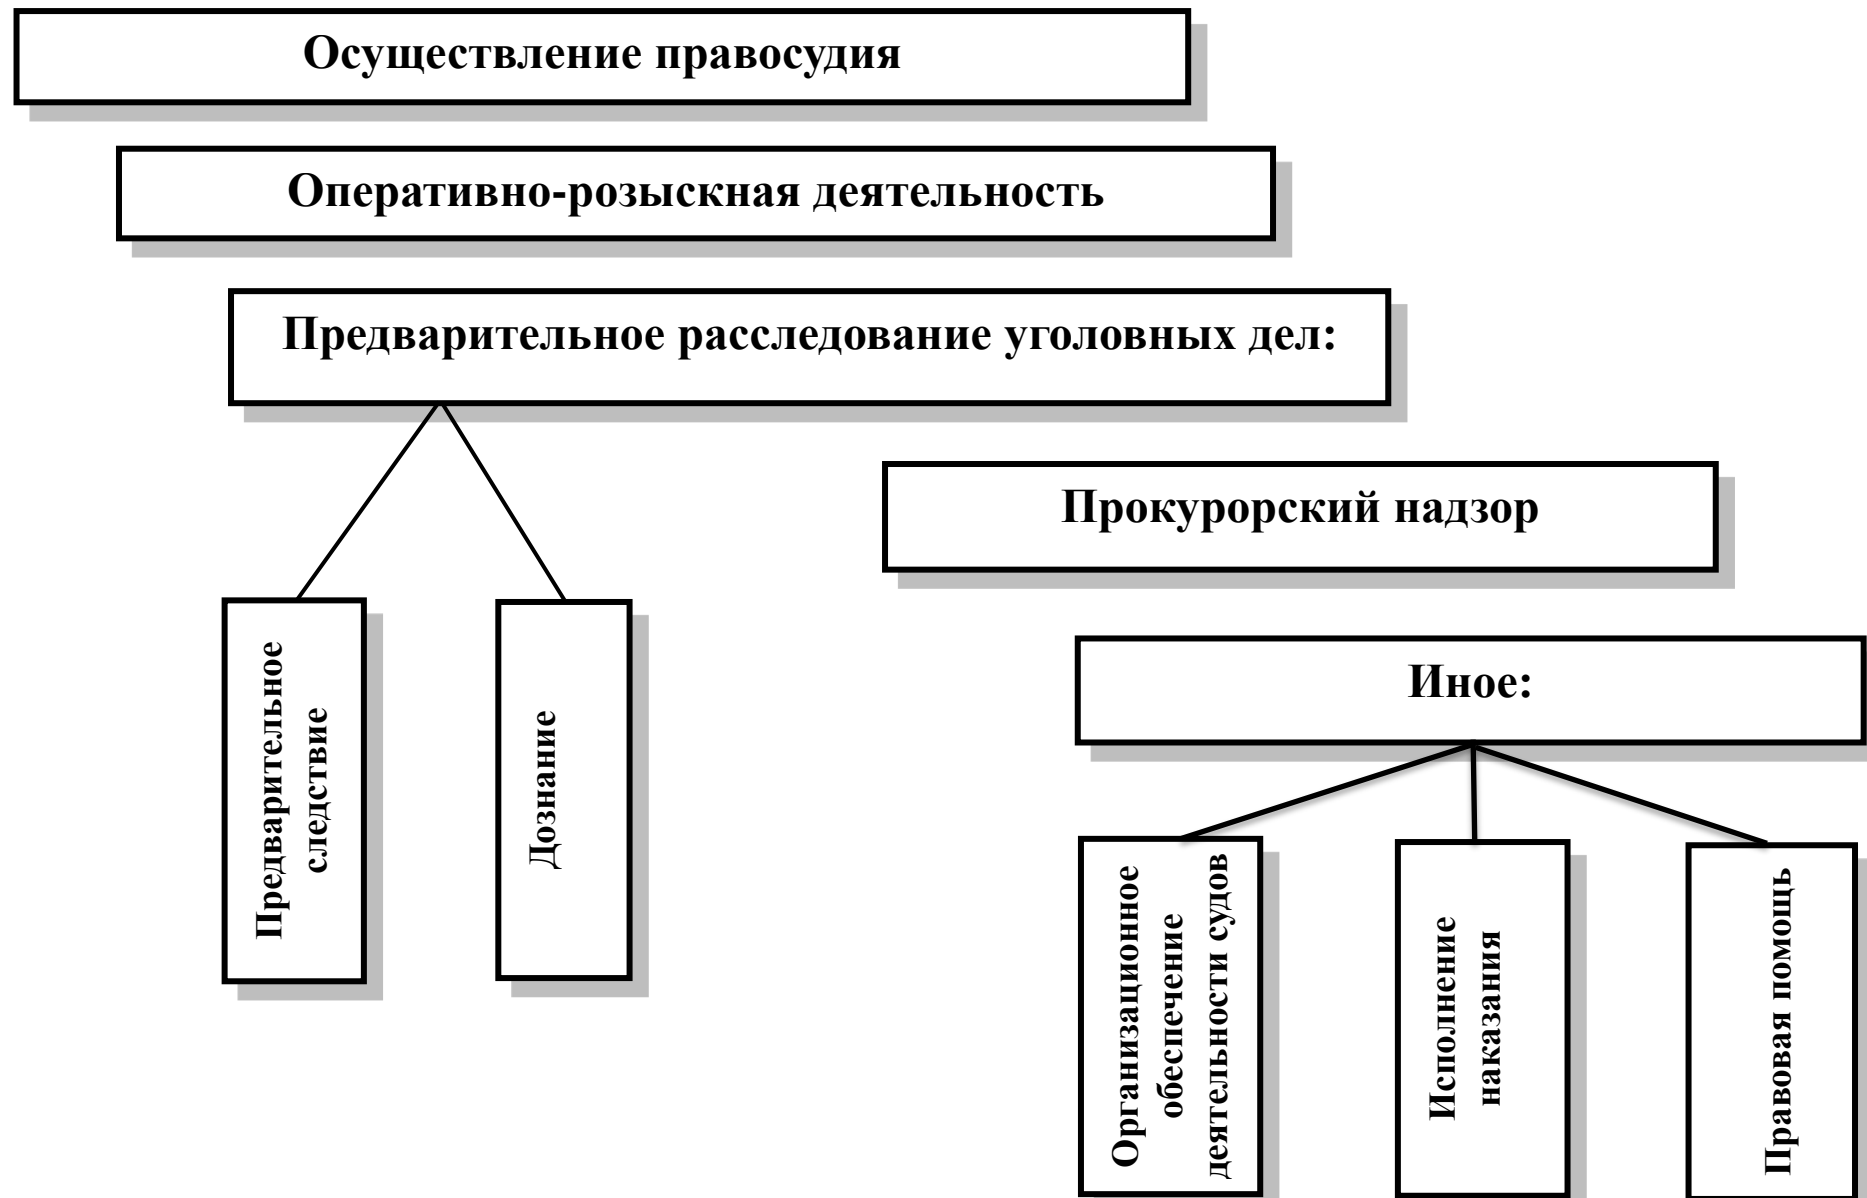 Осуществление правосудия
Оперативно-розыскная деятельность
Предварительное расследование уголовных дел:
Прокурорский надзор
Предварительное
следствие
Дознание
Иное:
Организационное
обеспечение
деятельности судов
Исполнение
наказания
Правовая помощь